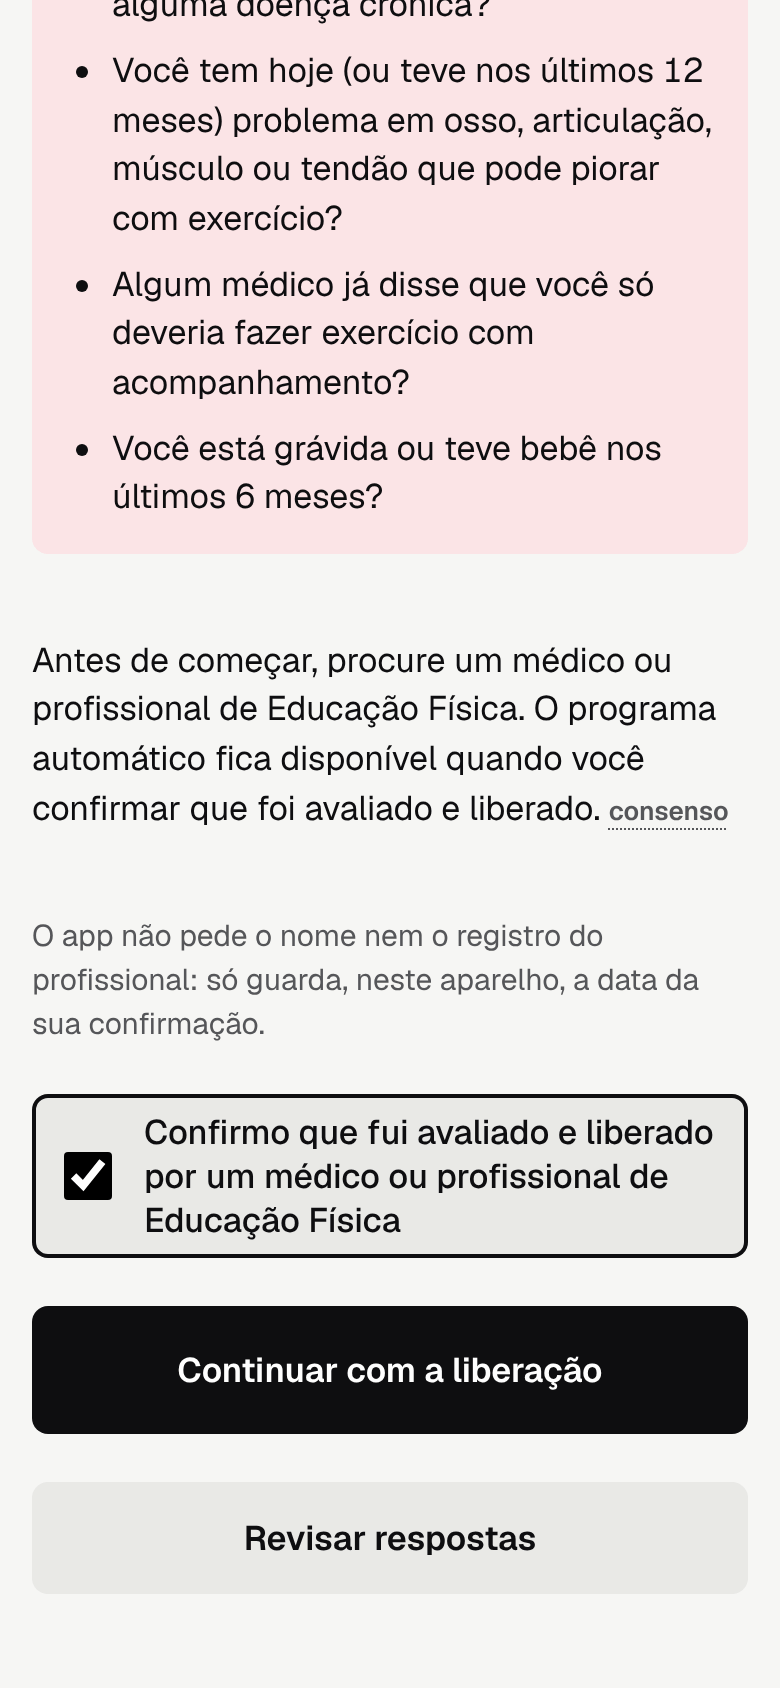 alguma doença crônica?
• Você tem hoje (ou teve nos últimos 12
meses) problema em osso, articulação,
músculo ou tendão que pode piorar
com exercício?
• Algum médico já disse que você só
deveria fazer exercício com
acompanhamento?
• Você está grávida ou teve bebê nos
últimos 6 meses?
Antes de começar, procure um médico ou
profissional de Educação Física. O programa
automático fica disponível quando você
confirmar que foi avaliado e liberado. consenso
O app não pede o nome nem o registro do
profissional: só guarda, neste aparelho, a data da
sua confirmação.
Confirmo que fui avaliado e liberado
por um médico ou profissional de
Educação Física
Continuar com a liberação
Revisar respostas